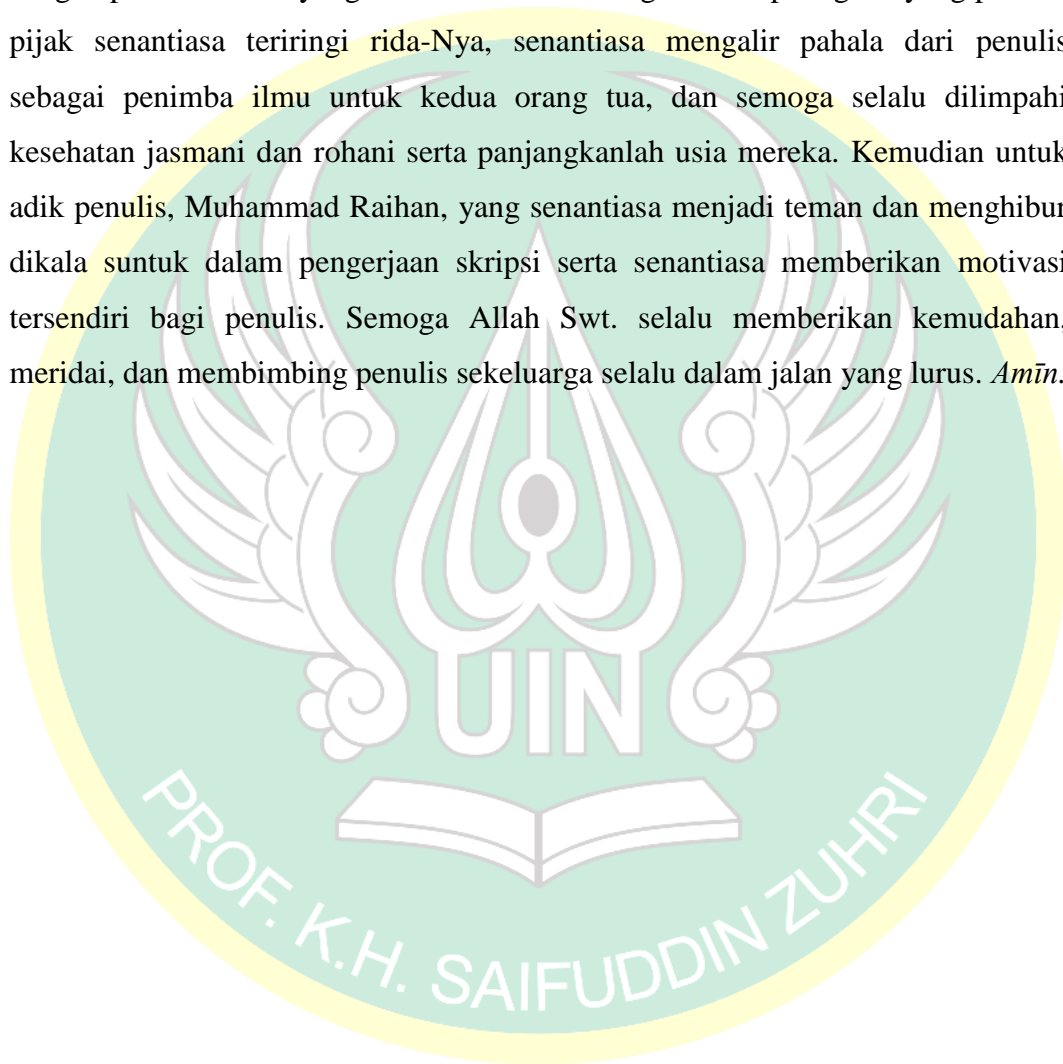 pijak senantiasa teriringi rida-Nya, senantiasa mengalir pahala dari penulis
sebagai penimba ilmu untuk kedua orang tua, dan semoga selalu dilimpahi
kesehatan jasmani dan rohani serta panjangkanlah usia mereka. Kemudian untuk
adik penulis, Muhammad Raihan, yang senantiasa menjadi teman dan menghibur
dikala suntuk dalam pengerjaan skripsi serta senantiasa memberikan motivasi
tersendiri bagi penulis. Semoga Allah Swt. selalu memberikan kemudahan,
meridai, dan membimbing penulis sekeluarga selalu dalam jalan yang lurus. Amīn.
UIN
PROF. K.H. SAIFUDDIN ZUHRI